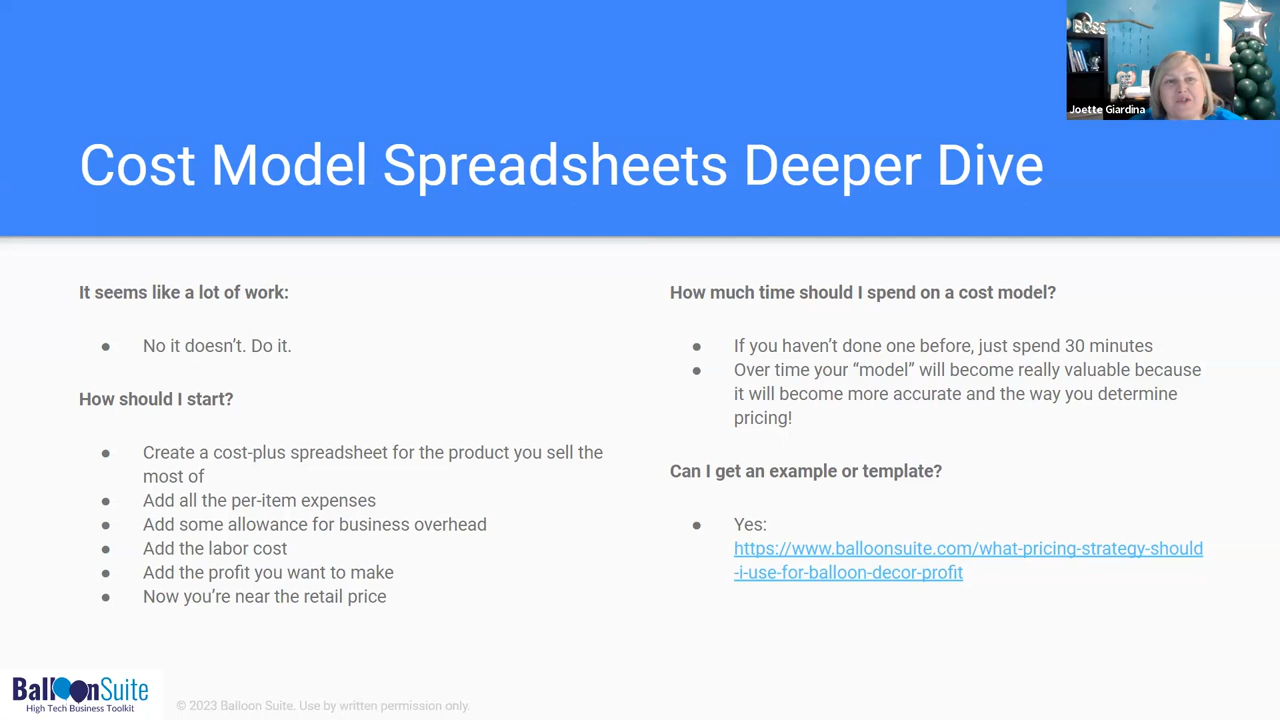 BOSS
Joette Giardina
Cost Model Spreadsheets Deeper Dive
It seems like a lot of work:
● No it doesn't. Do it.
How should I start?
● Create a cost-plus spreadsheet for the product you sell the
most of
● Add all the per-item expenses
● Add some allowance for business overhead
● Add the labor cost
● Add the profit you want to make
● Now you're near the retail price
How much time should I spend on a cost model?
● If you haven't done one before, just spend 30 minutes
● Over time your “model” will become really valuable because
it will become more accurate and the way you determine
pricing!
Can I get an example or template?
● Yes:
https://www.balloonsuite.com/what-pricing-strategy-should
-i-use-for-balloon-decor-profit
BalloonSuite
High Tech Business Toolkit
© 2023 Balloon Suite. Use by written permission only.